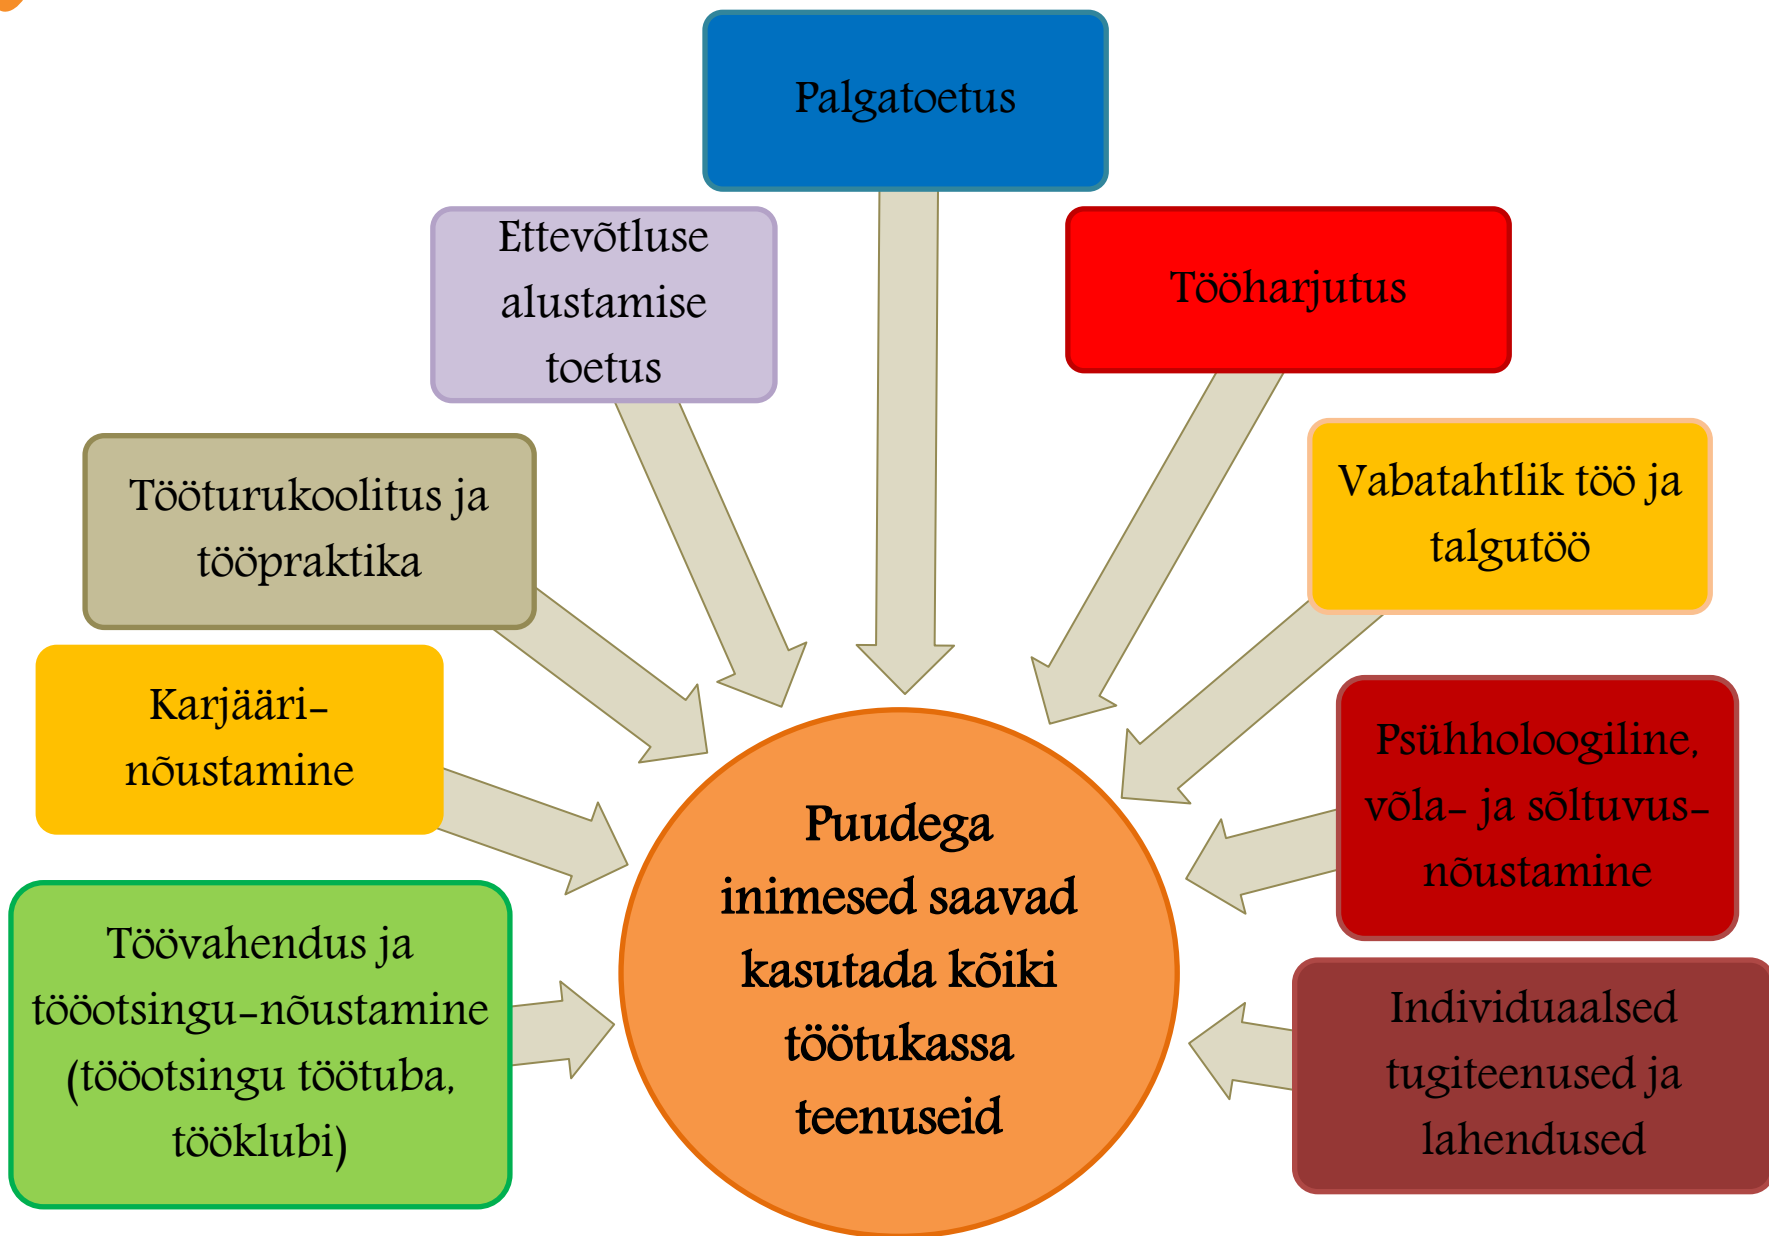 Palgatoetus
Ettevõtluse
alustamise
toetus
Tööharjutus
Tööturukoolitus ja
tööpraktika
Vabatahtlik töö ja
talgutöö
Karjääri-
nõustamine
Psühholoogiline,
võla- ja sõltuvus-
nõustamine
Töövahendus ja
tööotsingu-nõustamine
(tööotsingu töötuba,
tööklubi)
Individuaalsed
tugiteenused ja
lahendused
Puudega
inimesed saavad
kasutada kõiki
töötukassa
teenuseid